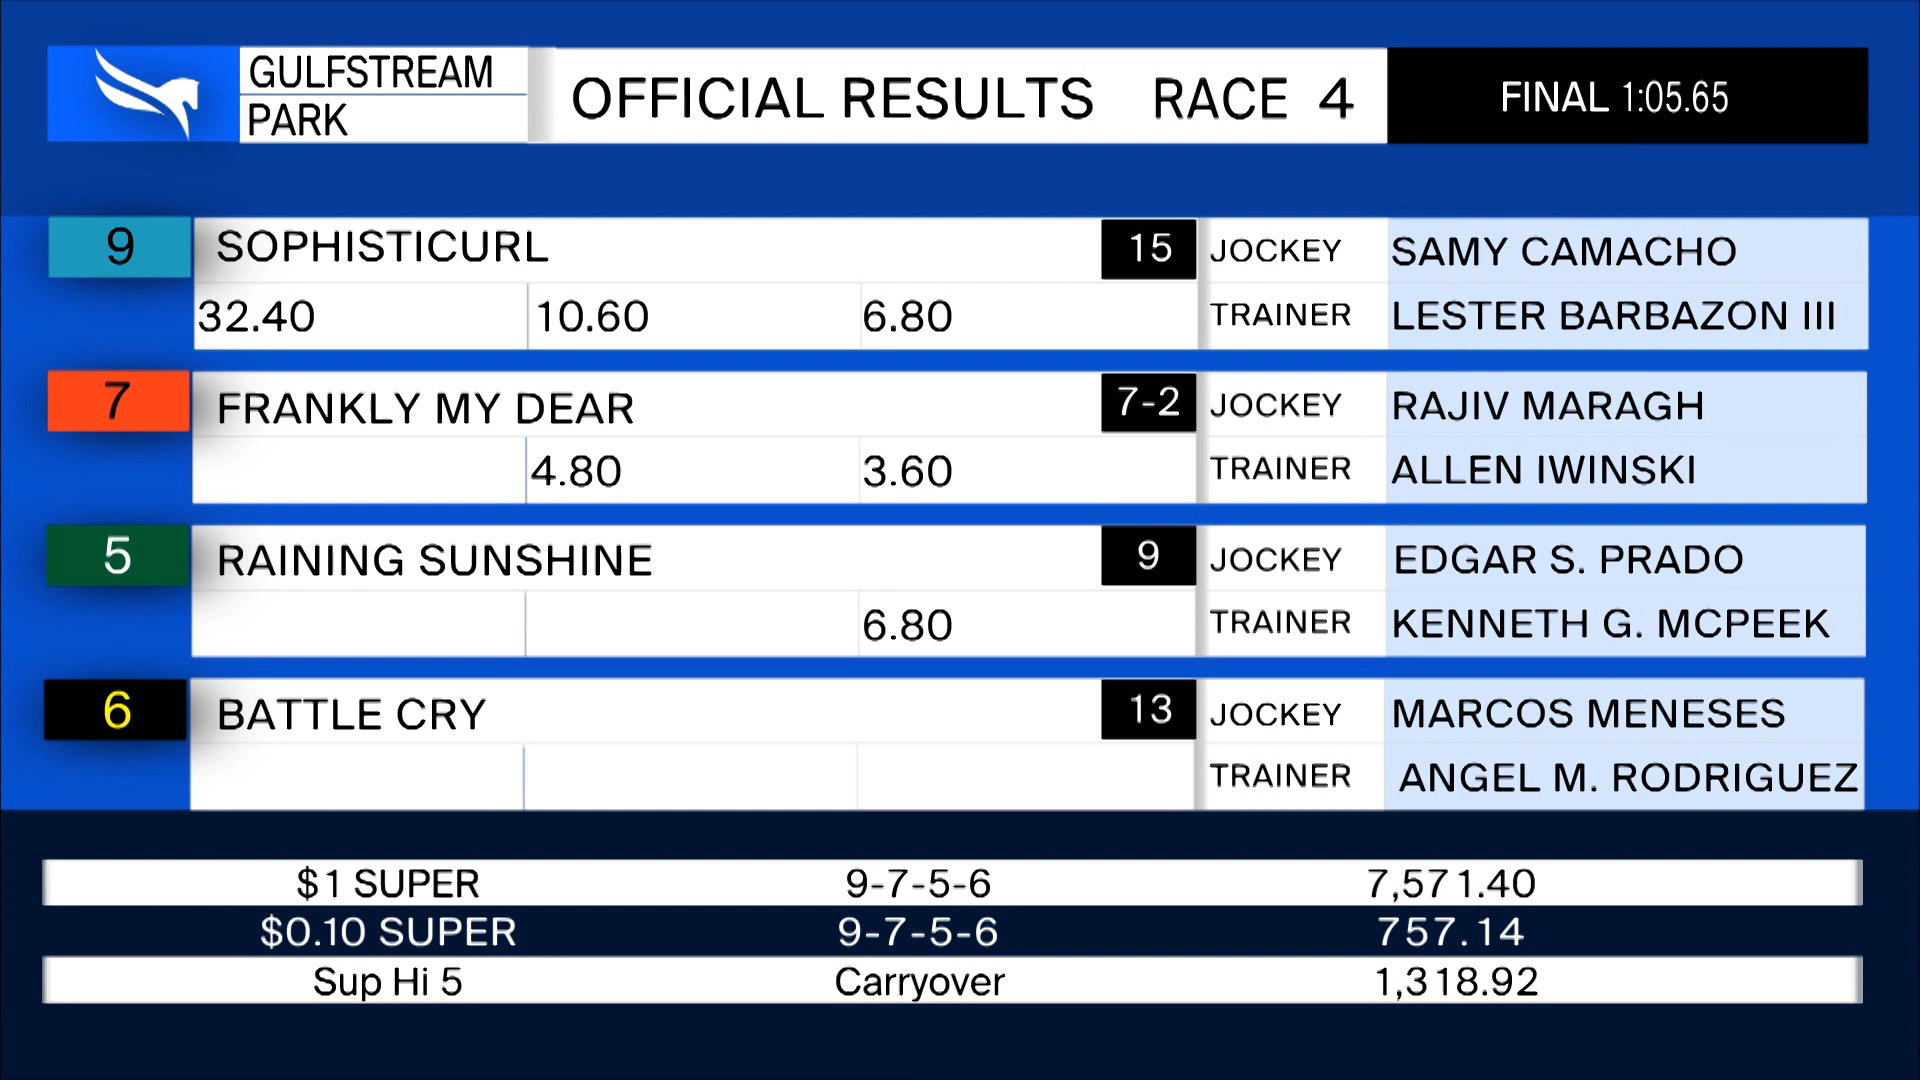 GULFSTREAM
PARK
OFFICIAL RESULTS RACE 4
FINAL 1:05.65
9 SOPHISTICURL 15 JOCKEY SAMY CAMACHO
32.40 10.60 6.80 TRAINER LESTER BARBAZON III
7 FRANKLY MY DEAR 7-2 JOCKEY RAJIV MARAGH
4.80 3.60 TRAINER ALLEN IWINSKI
5 RAINING SUNSHINE 9 JOCKEY EDGAR S. PRADO
6.80 TRAINER KENNETH G. MCPEEK
6 BATTLE CRY 13 JOCKEY MARCOS MENESES
TRAINER ANGEL M. RODRIGUEZ
$1 SUPER 9-7-5-6 7,571.40
$0.10 SUPER 9-7-5-6 757.14
Sup Hi 5 Carryover 1,318.92